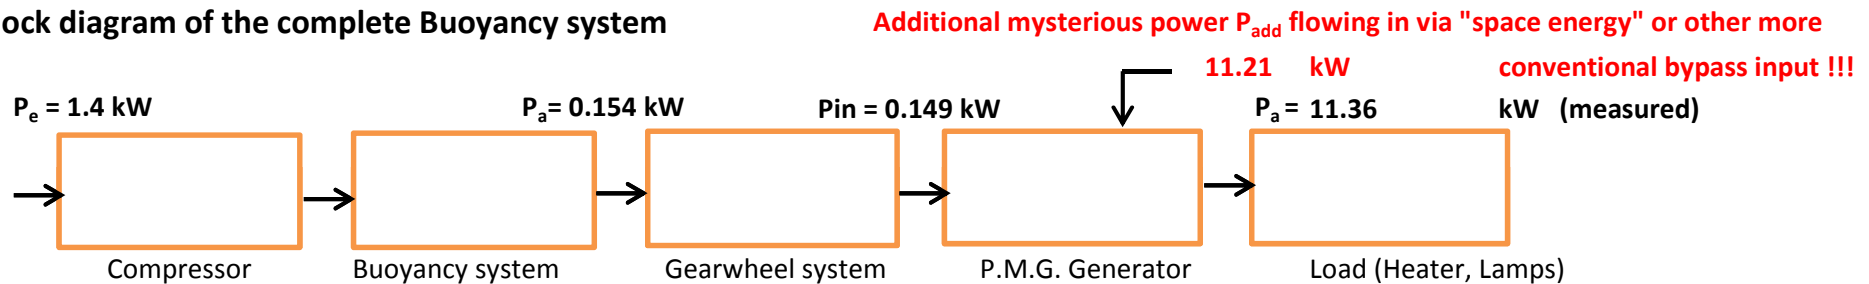 ock diagram of the complete Buoyancy system
Additional mysterious power Padd flowing in via "space energy" or other more
11.21 kW conventional bypass input !!!
Pe = 1.4 kW Pa= 0.154 kW Pin = 0.149 kW Pa = 11.36 kW (measured)
Compressor Buoyancy system Gearwheel system P.M.G. Generator Load (Heater, Lamps)